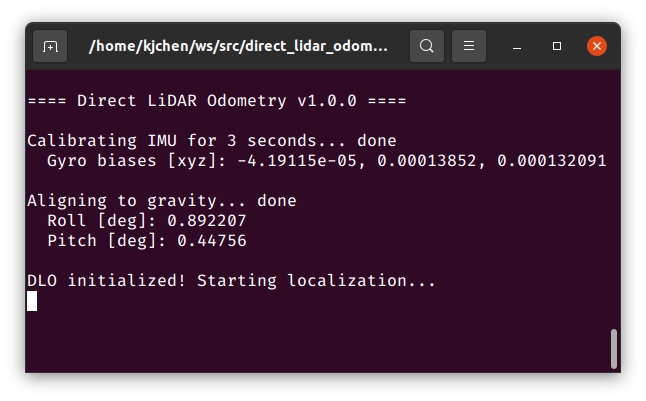 /home/kjchen/ws/src/direct_lidar_odom…
==== Direct LiDAR Odometry v1.0.0 ====
Calibrating IMU for 3 seconds... done
Gyro biases [xyz]: -4.19115e-05, 0.00013852, 0.000132091
Aligning to gravity... done
Roll [deg]: 0.892207
Pitch [deg]: 0.44756
DLO initialized! Starting localization...